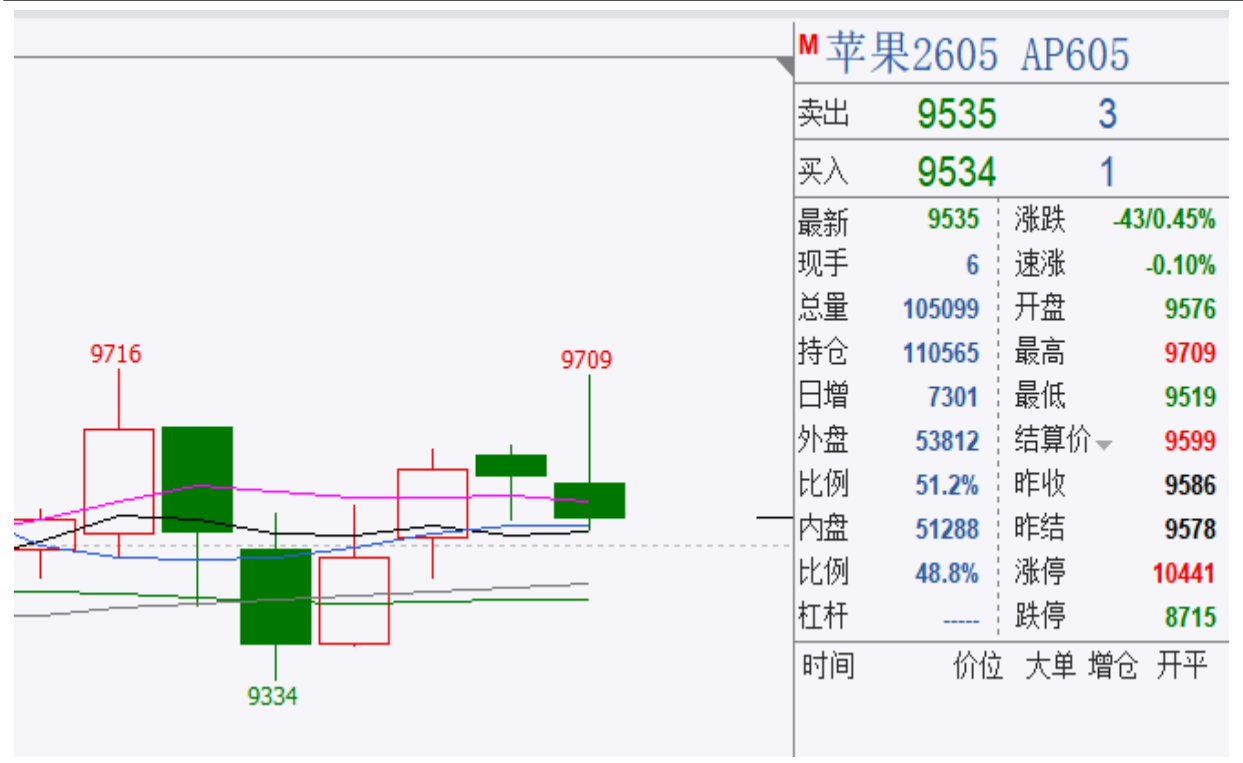 M 苹果2605 AP605
卖出 9535 3
买入 9534 1
最新 9535 涨跌 -43/0.45%
现手 6 速涨 -0.10%
总量 105099 开盘 9576
持仓 110565 最高 9709
日增 7301 最低 9519
外盘 53812 结算价 9599
比例 51.2% 昨收 9586
内盘 51288 昨结 9578
比例 48.8% 涨停 10441
杠杆 ----- 跌停 8715
时间 价位 大单 增仓 开平
9716
9709
9334